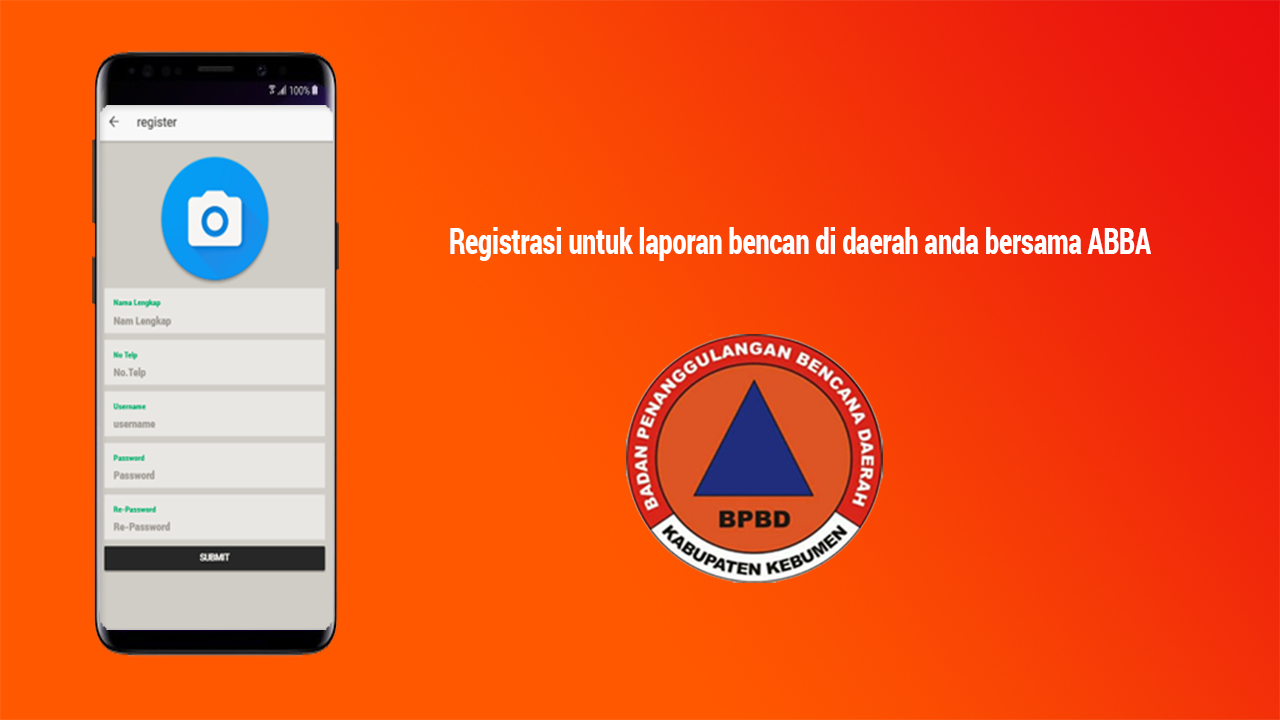 100%
register
Nama Lengkap
Nam Lengkap
No Telp
No.Telp
Username
username
Password
Password
Re-Password
Re-Password
SUBMIT
Registrasi untuk laporan bencan di daerah anda bersama ABBA
BADAN PENANGGULANGAN BENCANA DAERAH
BPBD
KABUPATEN KEBUMEN